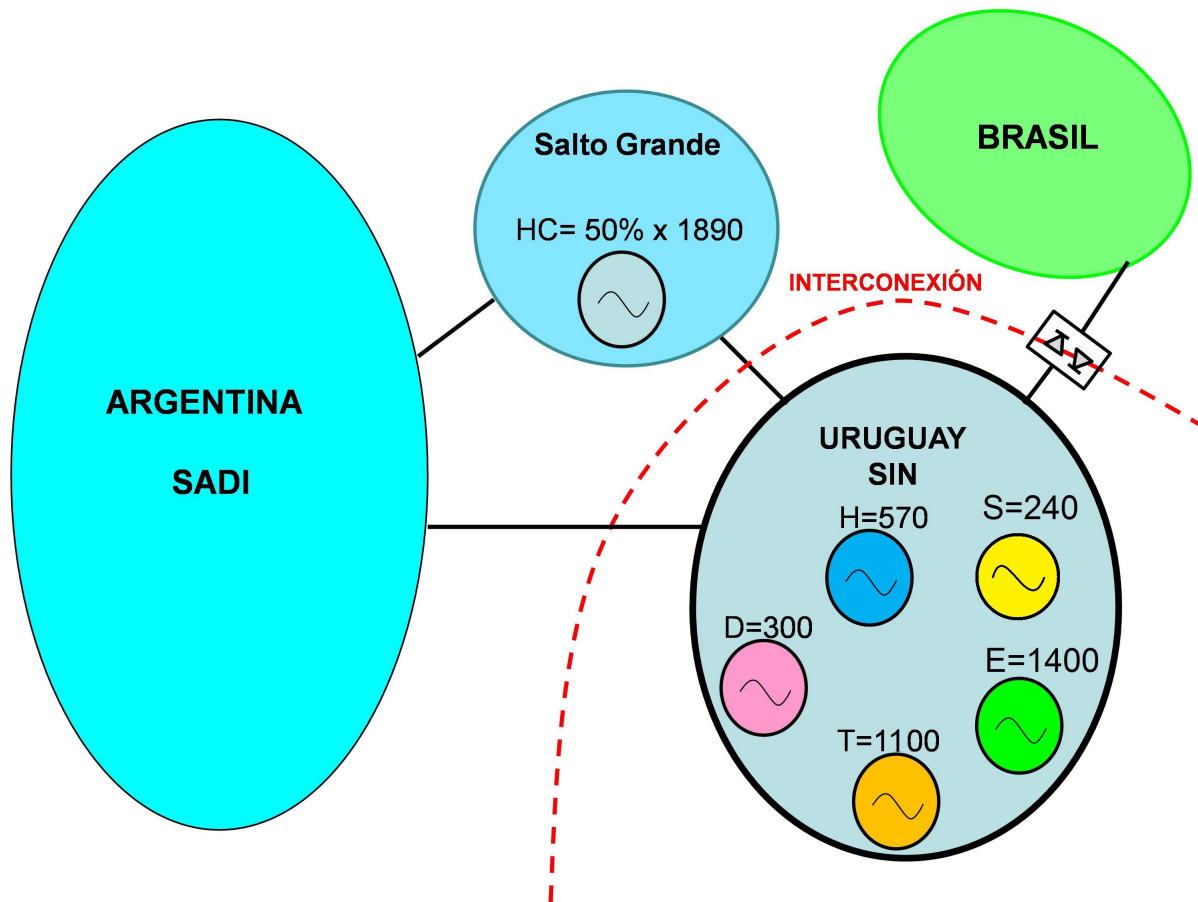 Salto Grande
HC= 50% x 1890
BRASIL
INTERCONEXIÓN
ARGENTINA
SADI
URUGUAY
SIN
H=570
S=240
D=300
E=1400
T=1100